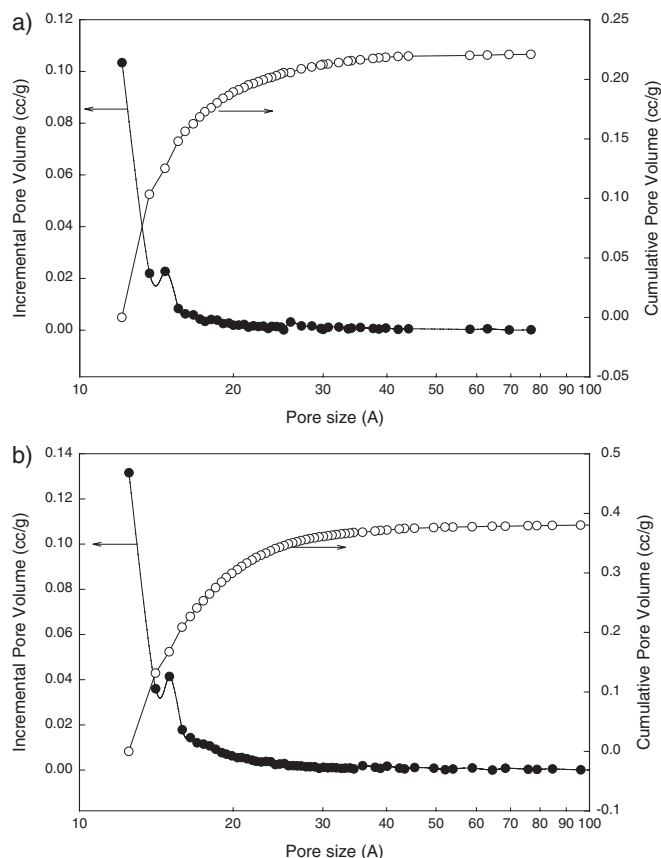 a)
0.12
0.10
0.08
0.06
0.04
0.02
0.00
Incremental Pore Volume (cc/g)
0.25
0.20
0.15
0.10
0.05
0.00
-0.05
Cumulative Pore Volume (cc/g)
10 20 30 40 50 60 70 80 90 100
Pore size (A)
b)
0.14
0.12
0.10
0.08
0.06
0.04
0.02
0.00
Incremental Pore Volume (cc/g)
0.5
0.4
0.3
0.2
0.1
0.0
-0.1
Cumulative Pore Volume (cc/g)
10 20 30 40 50 60 70 80 90 100
Pore size (A)